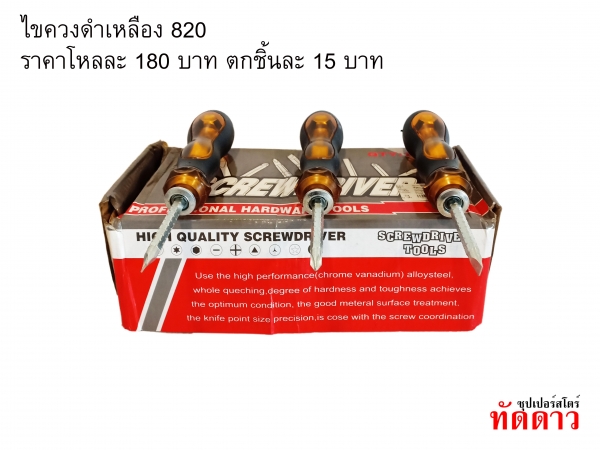 ไขควงดำเหลือง 820
ราคาโหลละ 180 บาท ตกชิ้นละ 15 บาท
SCREWDRIVER
PROFESSIONAL HARDWARE TOOLS
HIGH QUALITY SCREWDRIVER
SCREWDRIVE
TOOLS
Use the high performance(chrome vanadium) alloysteel,
whole queching,degree of hardness and toughness achieves
the optimum condition, the good meteral surface treatment.
the knife point size,precision,is cose with the screw coordination
ซุปเปอร์สโตร์
ทัดดาว